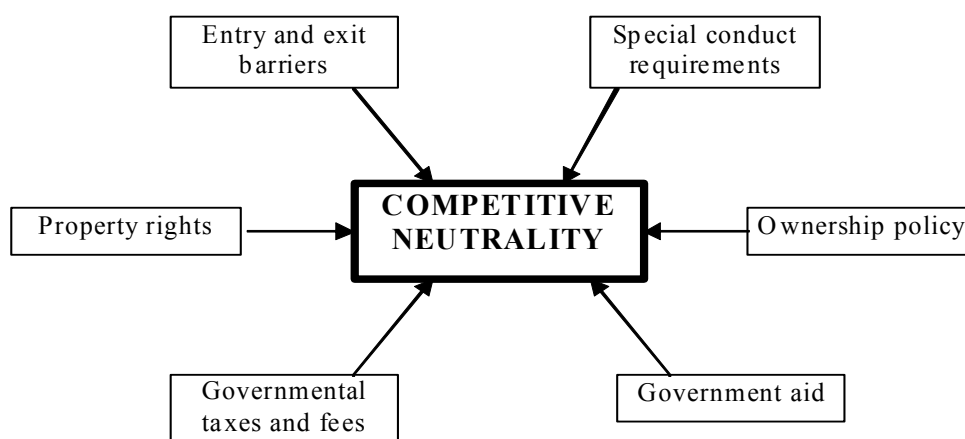 Entry and exit
barriers
Special conduct
requirements
COMPETITIVE
NEUTRALITY
Property rights
Ownership policy
Governmental
taxes and fees
Government aid